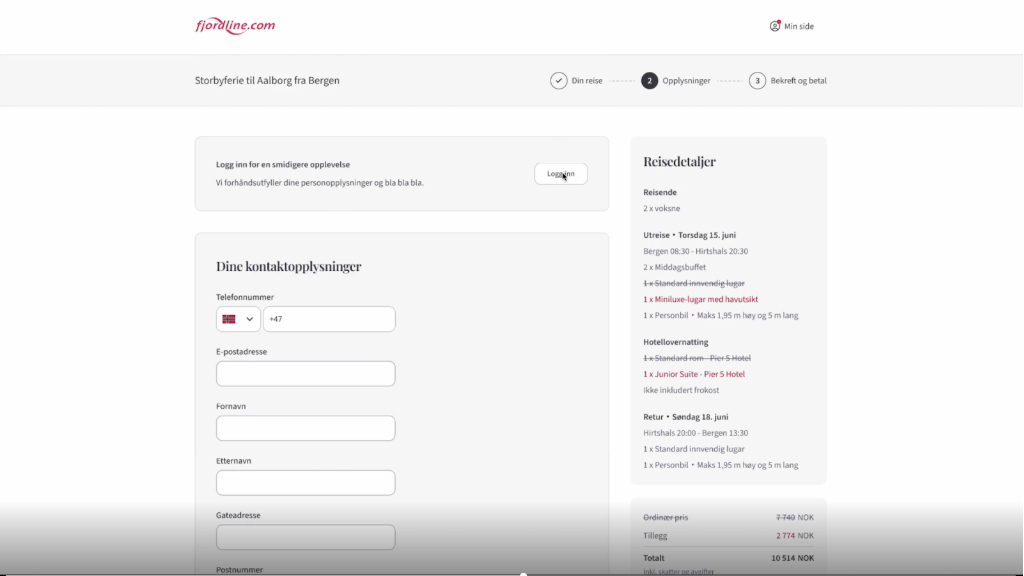 fjordline.com
Min side
Storbyferie til Aalborg fra Bergen
Din reise
2 Opplysninger
3 Bekreft og betal
Logg inn for en smidigere opplevelse
Vi forhåndsutfyller dine personopplysninger og bla bla bla.
Logg inn
Dine kontaktopplysninger
Telefonnummer
+47
E-postadresse
Fornavn
Etternavn
Gateadresse
Postnummer
Reisedetaljer
Reisende
2 x voksne
Utreise • Torsdag 15. juni
Bergen 08:30 - Hirtshals 20:30
2 x Middagsbuffet
1 x Standard innvendig lugar
1 x Miniluxe-lugar med havutsikt
1 x Personbil • Maks 1,95 m høy og 5 m lang
Hotellovernatting
1 x Standard rom - Pier 5 Hotel
1 x Junior Suite - Pier 5 Hotel
Ikke inkludert frokost
Retur • Søndag 18. juni
Hirtshals 20:00 - Bergen 13:30
1 x Standard innvendig lugar
1 x Personbil • Maks 1,95 m høy og 5 m lang
Ordinær pris 7 740 NOK
Tillegg 2 774 NOK
Totalt 10 514 NOK
Inkl. skatter og avgifter